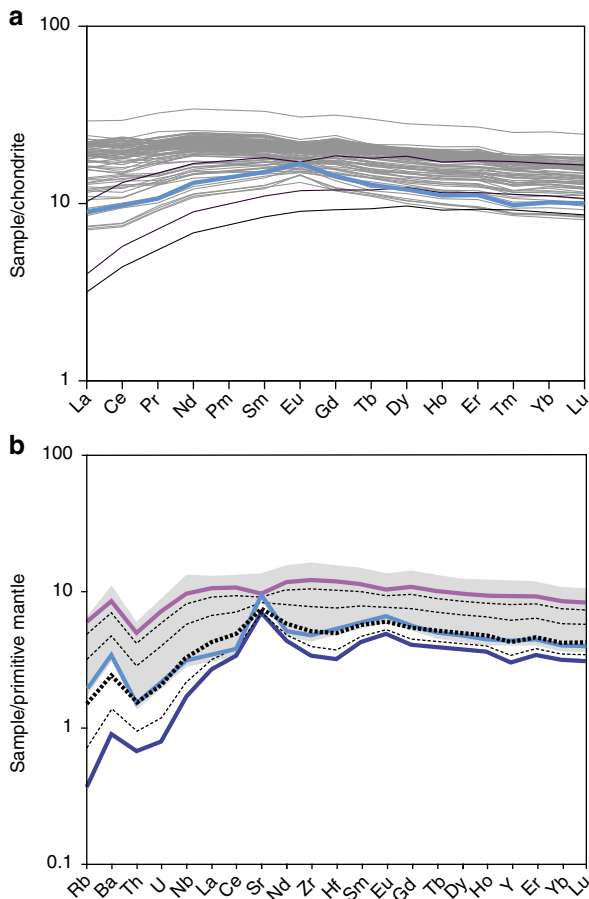 a
100
10
1
Sample/chondrite
La Ce Pr Nd Pm Sm Eu Gd Tb Dy Ho Er Tm Yb Lu
b
100
10
1
0.1
Sample/primitive mantle
Rb Ba Th U Nb La Ce Sr Nd Zr Hf Sm Eu Gd Tb Dy Ho Y Er Yb Lu